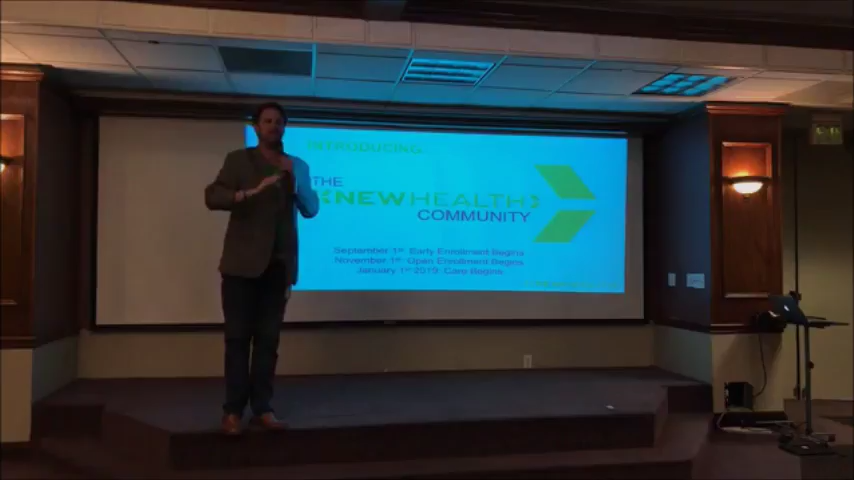 INTRODUCING
THE
NEWHEALTH
COMMUNITY
September 1st Early Enrollment Begins
November 1st Open Enrollment Begins
January 1st 2019 Care Begins